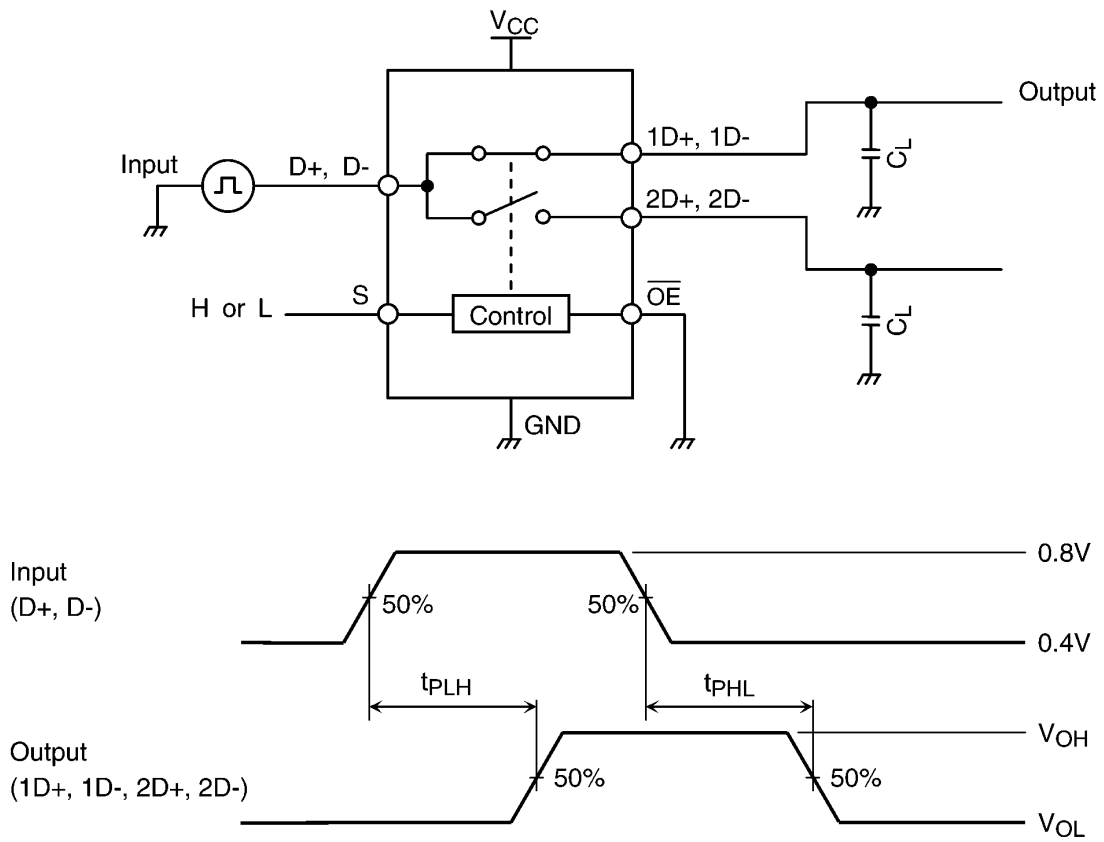 VCC
Output
1D+, 1D-
CL
Input
D+, D-
2D+, 2D-
S
OE
H or L
Control
CL
GND
Input
(D+, D-)
0.8V
50%
50%
0.4V
tPLH
tPHL
Output
(1D+, 1D-, 2D+, 2D-)
VOH
50%
50%
VOL